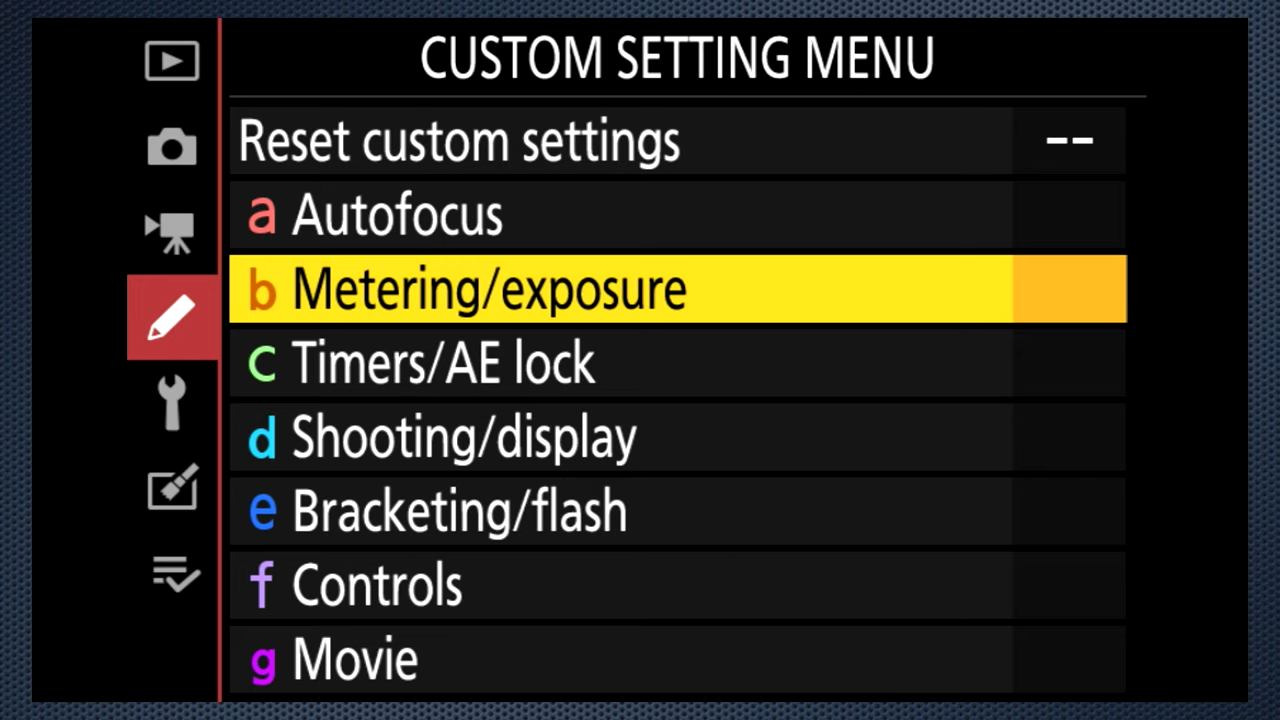 CUSTOM SETTING MENU
Reset custom settings --
a Autofocus
b Metering/exposure
c Timers/AE lock
d Shooting/display
e Bracketing/flash
f Controls
g Movie